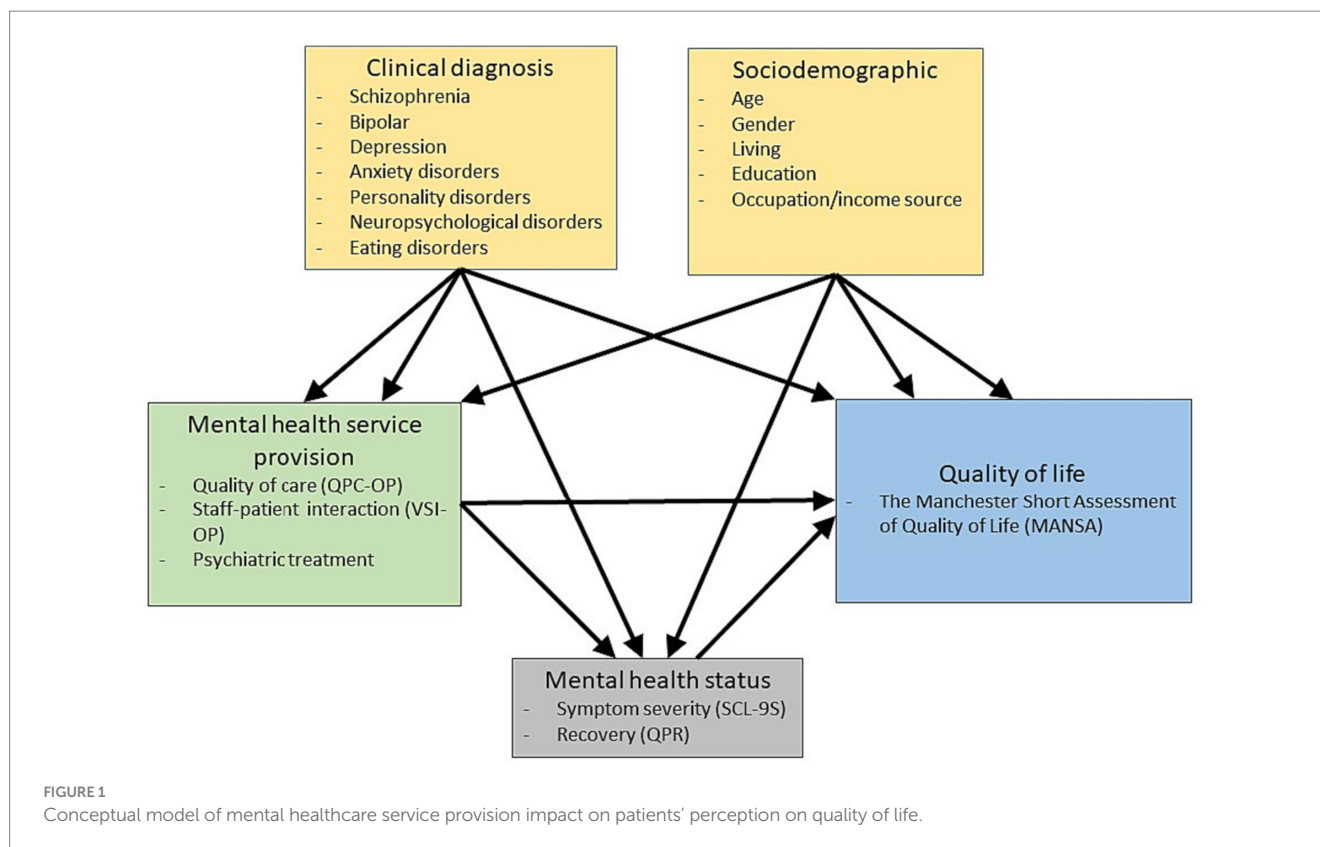 Clinical diagnosis
- Schizophrenia
- Bipolar
- Depression
- Anxiety disorders
- Personality disorders
- Neuropsychological disorders
- Eating disorders
Sociodemographic
- Age
- Gender
- Living
- Education
- Occupation/income source
Mental health service
provision
- Quality of care (QPC-OP)
- Staff-patient interaction (VSI-
OP)
- Psychiatric treatment
Quality of life
- The Manchester Short Assessment
of Quality of Life (MANSA)
Mental health status
- Symptom severity (SCL-9S)
- Recovery (QPR)
FIGURE 1
Conceptual model of mental healthcare service provision impact on patients’ perception on quality of life.